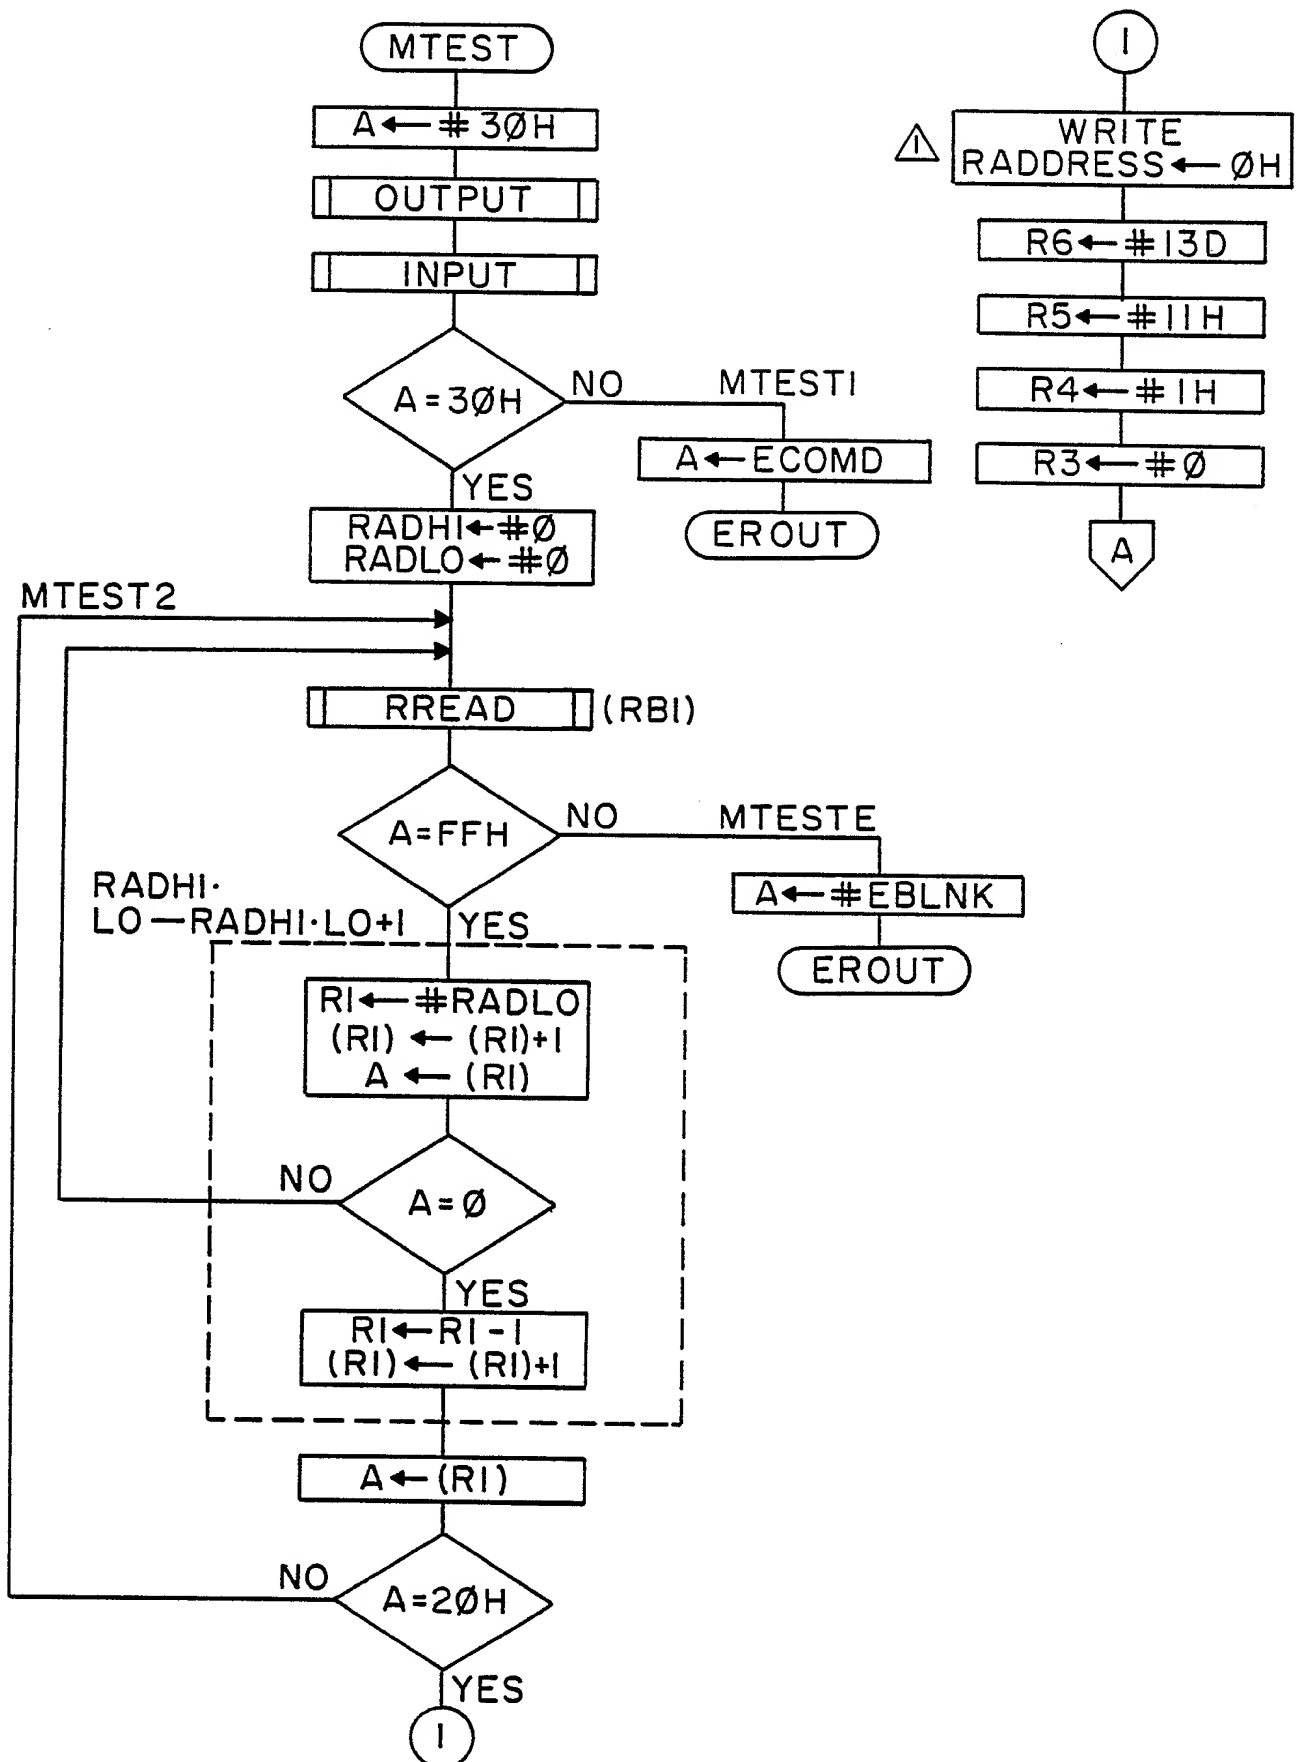 MTEST
A ← # 3ØH
OUTPUT
INPUT
A=3ØH
NO
MTEST1
A ← ECOMD
EROUT
YES
RADHI ← #Ø
RADLO ← #Ø
MTEST2
RREAD
(RB1)
A=FFH
NO
MTESTE
A ← #EBLNK
EROUT
RADHI·
LO—RADHI·LO+1
YES
R1 ← #RADLO
(R1) ← (R1)+1
A ← (R1)
A=Ø
NO
YES
R1 ← R1-1
(R1) ← (R1)+1
A ← (R1)
A=2ØH
NO
YES
1
1
1
WRITE
RADDRESS ← ØH
R6 ← #13D
R5 ← #11H
R4 ← #1H
R3 ← #Ø
A